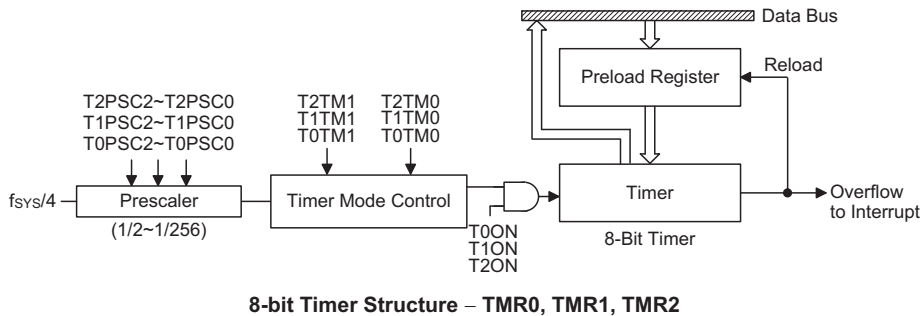 Data Bus
Preload Register
Reload
T2PSC2~T2PSC0
T1PSC2~T1PSC0
T0PSC2~T0PSC0
T2TM1
T1TM1
T0TM1
T2TM0
T1TM0
T0TM0
fSYS/4
Prescaler
(1/2~1/256)
Timer Mode Control
T0ON
T1ON
T2ON
Timer
8-Bit Timer
Overflow
to Interrupt
8-bit Timer Structure – TMR0, TMR1, TMR2